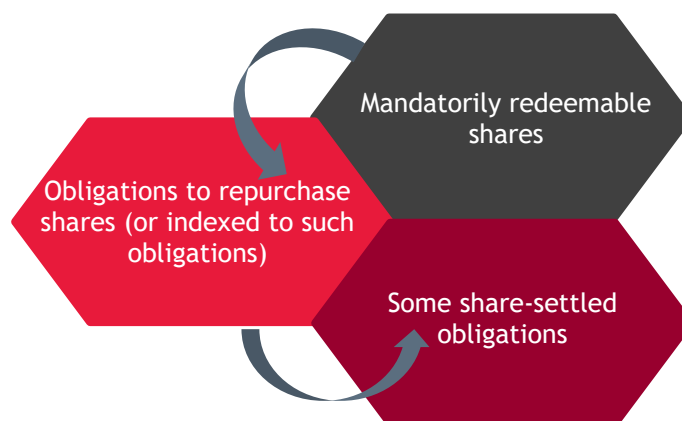 Mandatorily redeemable
shares
Obligations to repurchase
shares (or indexed to such
obligations)
Some share-settled
obligations